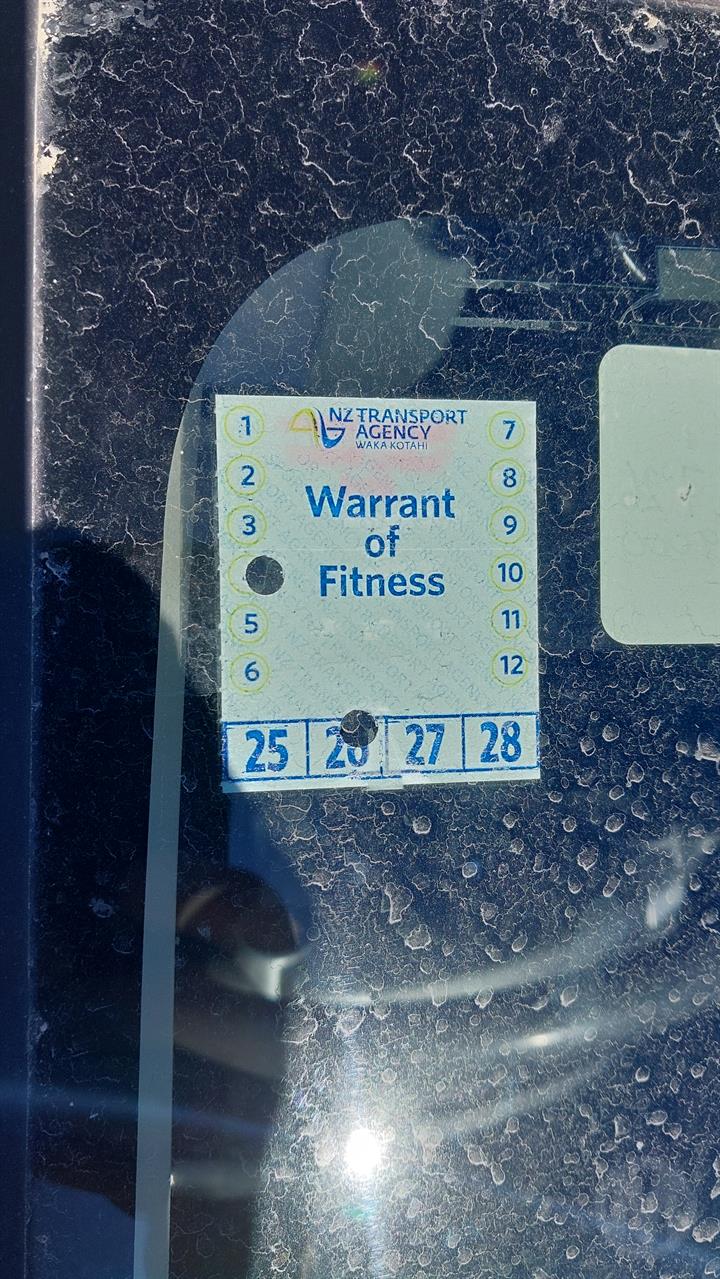 NZ TRANSPORT
AGENCY
WAKA KOTAHI
Warrant
of
Fitness
1
2
3
5
6
7
8
9
10
11
12
25 26 27 28